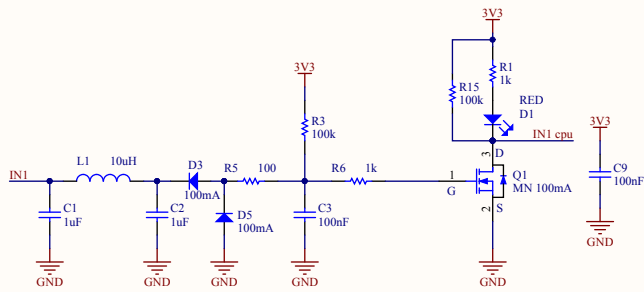 3V3
R1
1k
R15
100k
RED
D1
IN1 cpu
3V3
R3
100k
3V3
C9
100nF
GND
IN1
L1 10uH
D3
100mA
R5 100
R6 1k
1
G
3 D
Q1
MN 100mA
2 S
C1
1uF
C2
1uF
D5
100mA
C3
100nF
GND
GND
GND
GND
GND